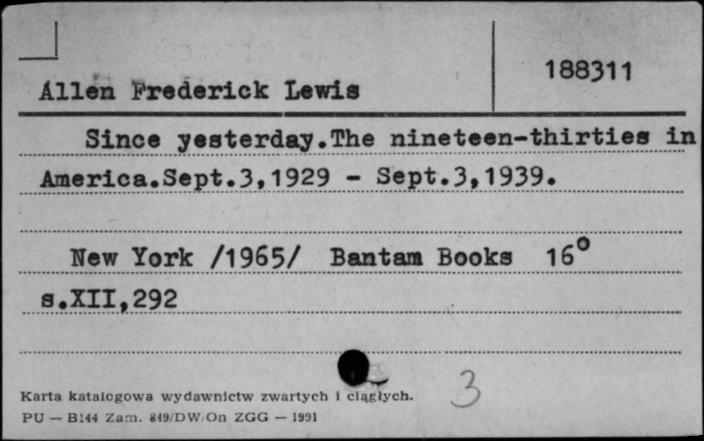 188311
Allen Frederick Lewis
Since yesterday.The nineteen-thirties in
America.Sept.3,1929 - Sept.3,1939.
New York /1965/ Bantam Books 16°
s.XII,292
3
Karta katalogowa wydawnictw zwartych i ciągłych.
PU — B144 Zam. 849/DW/On ZGG — 1991